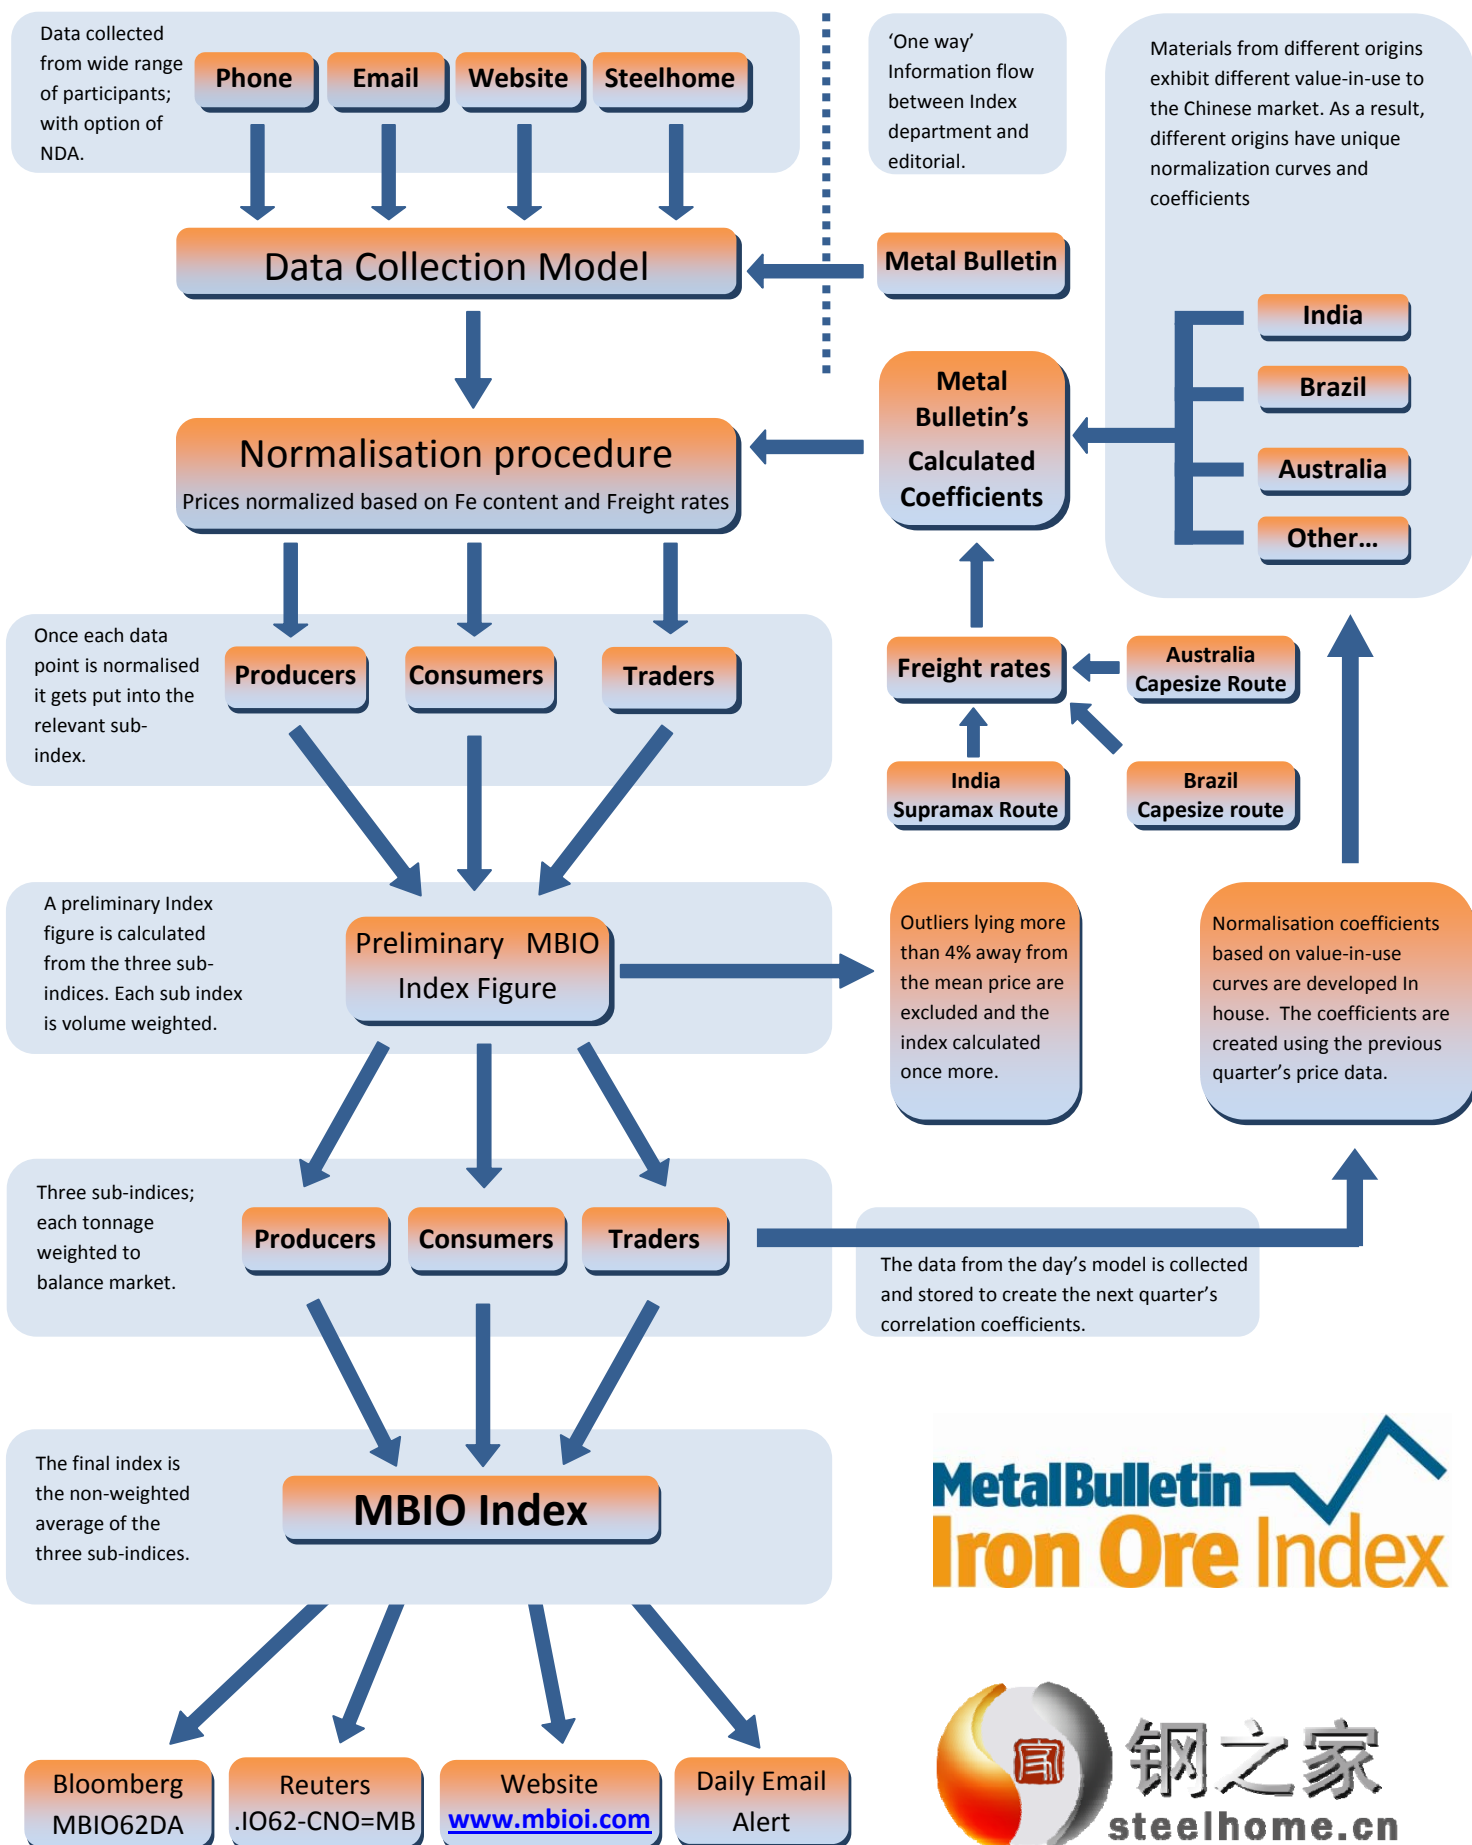 Data collected
from wide range
of participants;
with option of
NDA.
Phone
Email
Website
Steelhome
‘One way’
Information flow
between Index
department and
editorial.
Materials from different origins
exhibit different value-in-use to
the Chinese market. As a result,
different origins have unique
normalization curves and
coefficients
Data Collection Model
Metal Bulletin
India
Brazil
Australia
Other…
Metal
Bulletin’s
Calculated
Coefficients
Normalisation procedure
Prices normalized based on Fe content and Freight rates
Once each data
point is normalised
it gets put into the
relevant sub-
index.
Producers
Consumers
Traders
Freight rates
Australia
Capesize Route
India
Supramax Route
Brazil
Capesize route
A preliminary Index
figure is calculated
from the three sub-
indices. Each sub index
is volume weighted.
Preliminary MBIO
Index Figure
Outliers lying more
than 4% away from
the mean price are
excluded and the
index calculated
once more.
Normalisation coefficients
based on value-in-use
curves are developed In
house. The coefficients are
created using the previous
quarter’s price data.
Three sub-indices;
each tonnage
weighted to
balance market.
Producers
Consumers
Traders
The data from the day’s model is collected
and stored to create the next quarter’s
correlation coefficients.
The final index is
the non-weighted
average of the
three sub-indices.
MBIO Index
MetalBulletin
Iron Ore Index
Bloomberg
MBIO62DA
Reuters
.IO62-CNO=MB
Website
www.mbioi.com
Daily Email
Alert
钢之家
steelhome.cn